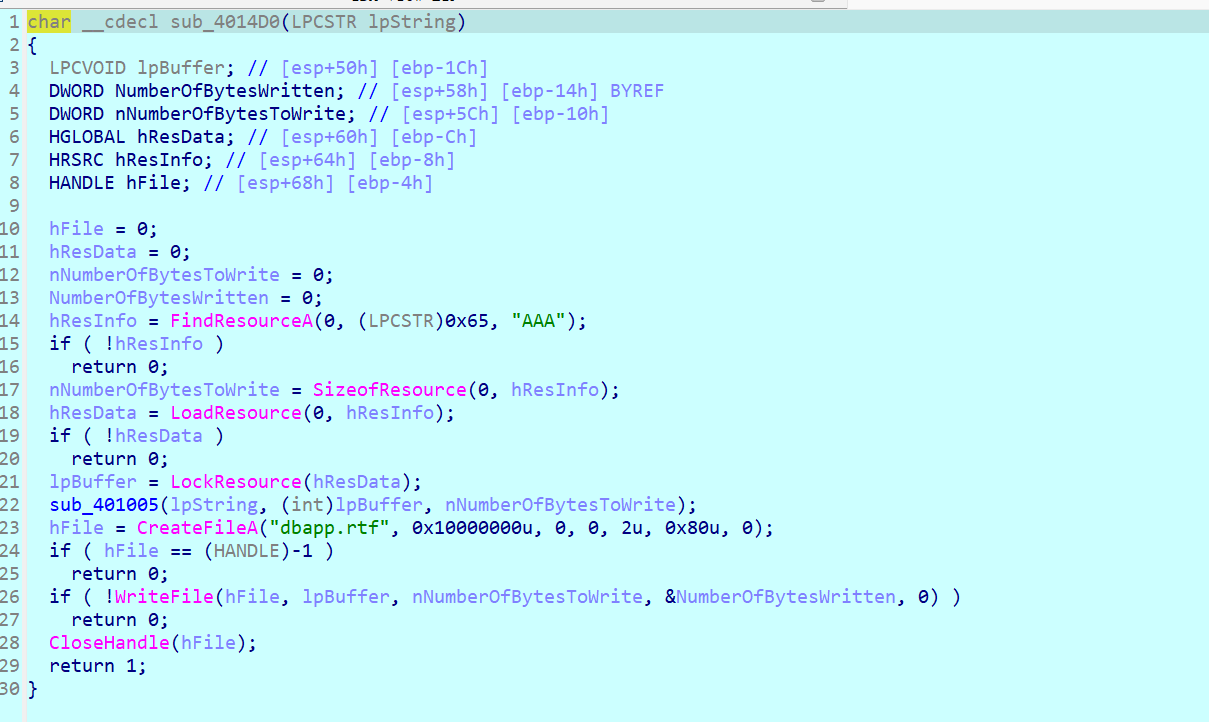 1 char __cdecl sub_4014D0(LPCSTR lpString)
2 {
3 LPCVOID lpBuffer; // [esp+50h] [ebp-1Ch]
4 DWORD NumberOfBytesWritten; // [esp+58h] [ebp-14h] BYREF
5 DWORD nNumberOfBytesToWrite; // [esp+5Ch] [ebp-10h]
6 HGLOBAL hResData; // [esp+60h] [ebp-Ch]
7 HRSRC hResInfo; // [esp+64h] [ebp-8h]
8 HANDLE hFile; // [esp+68h] [ebp-4h]
9
10 hFile = 0;
11 hResData = 0;
12 nNumberOfBytesToWrite = 0;
13 NumberOfBytesWritten = 0;
14 hResInfo = FindResourceA(0, (LPCSTR)0x65, "AAA");
15 if ( !hResInfo )
16 return 0;
17 nNumberOfBytesToWrite = SizeofResource(0, hResInfo);
18 hResData = LoadResource(0, hResInfo);
19 if ( !hResData )
20 return 0;
21 lpBuffer = LockResource(hResData);
22 sub_401005(lpString, (int)lpBuffer, nNumberOfBytesToWrite);
23 hFile = CreateFileA("dbapp.rtf", 0x10000000u, 0, 0, 2u, 0x80u, 0);
24 if ( hFile == (HANDLE)-1 )
25 return 0;
26 if ( !WriteFile(hFile, lpBuffer, nNumberOfBytesToWrite, &NumberOfBytesWritten, 0) )
27 return 0;
28 CloseHandle(hFile);
29 return 1;
30 }